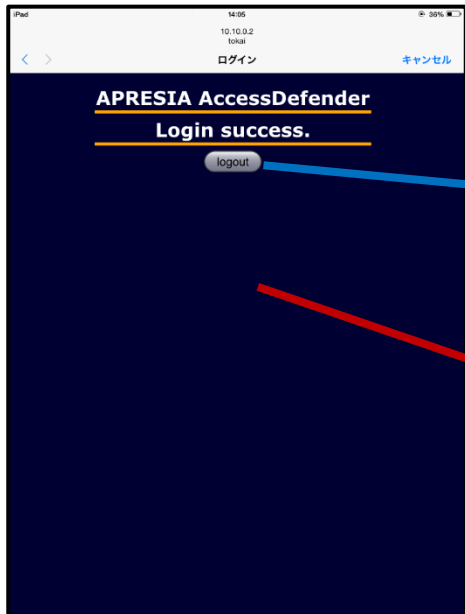 iPad 14:05 36%
10.10.0.2
tokai
ログイン キャンセル
APRESIA AccessDefender
Login success.
logout